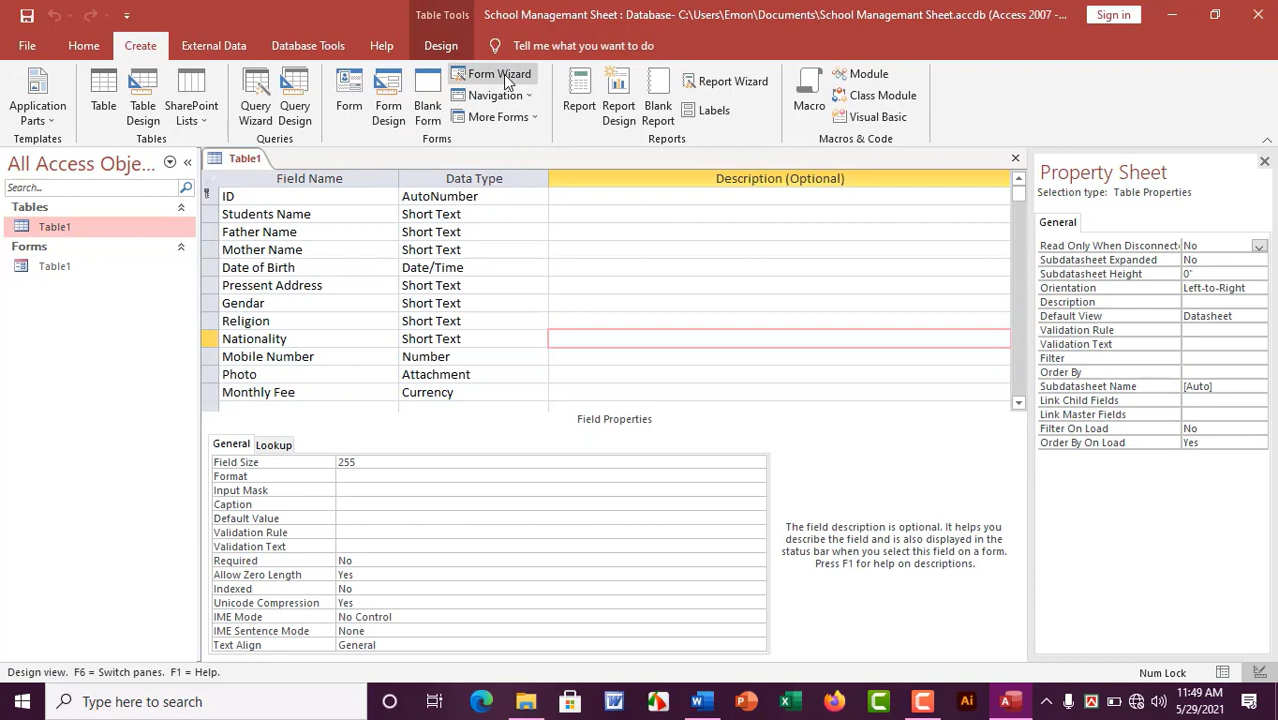 Table Tools
School Managemant Sheet : Database- C:\Users\Emon\Documents\School Managemant Sheet.accdb (Access 2007 -...
Sign in
File Home Create External Data Database Tools Help Design Tell me what you want to do
Application Parts
Table
Table Design
SharePoint Lists
Query Wizard
Query Design
Form
Form Design
Blank Form
Form Wizard
Navigation
More Forms
Report
Report Design
Blank Report
Report Wizard
Labels
Macro
Module
Class Module
Visual Basic
Templates Tables Queries Forms Reports Macros & Code
All Access Obje...
Search...
Tables
Table1
Forms
Table1
Table1
Field Name Data Type Description (Optional)
ID AutoNumber
Students Name Short Text
Father Name Short Text
Mother Name Short Text
Date of Birth Date/Time
Pressent Address Short Text
Gendar Short Text
Religion Short Text
Nationality Short Text
Mobile Number Number
Photo Attachment
Monthly Fee Currency
Field Properties
General Lookup
Field Size 255
Format
Input Mask
Caption
Default Value
Validation Rule
Validation Text
Required No
Allow Zero Length Yes
Indexed No
Unicode Compression Yes
IME Mode No Control
IME Sentence Mode None
Text Align General
The field description is optional. It helps you
describe the field and is also displayed in the
status bar when you select this field on a form.
Press F1 for help on descriptions.
Property Sheet
Selection type: Table Properties
General
Read Only When Disconnect No
Subdatasheet Expanded No
Subdatasheet Height 0"
Orientation Left-to-Right
Description
Default View Datasheet
Validation Rule
Validation Text
Filter
Order By
Subdatasheet Name [Auto]
Link Child Fields
Link Master Fields
Filter On Load No
Order By On Load Yes
Design view. F6 = Switch panes. F1 = Help.
Num Lock
Type here to search
Ai
11:49 AM
5/29/2021